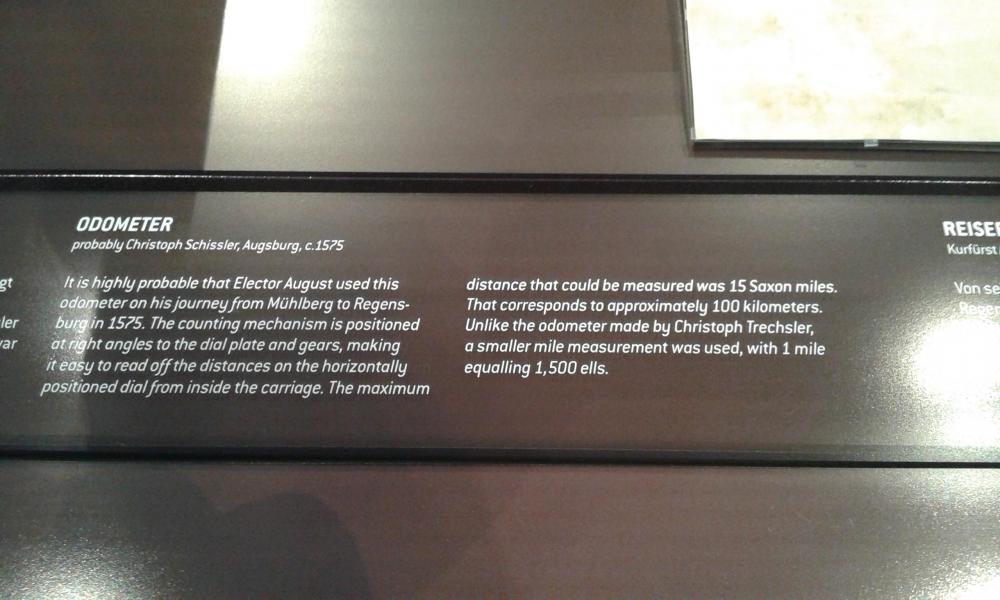 ODOMETER
probably Christoph Schissler, Augsburg, c.1575
It is highly probable that Elector August used this
odometer on his journey from Mühlberg to Regens-
burg in 1575. The counting mechanism is positioned
at right angles to the dial plate and gears, making
it easy to read off the distances on the horizontally
positioned dial from inside the carriage. The maximum
distance that could be measured was 15 Saxon miles.
That corresponds to approximately 100 kilometers.
Unlike the odometer made by Christoph Trechsler,
a smaller mile measurement was used, with 1 mile
equalling 1,500 ells.
Kurfürst
Von se